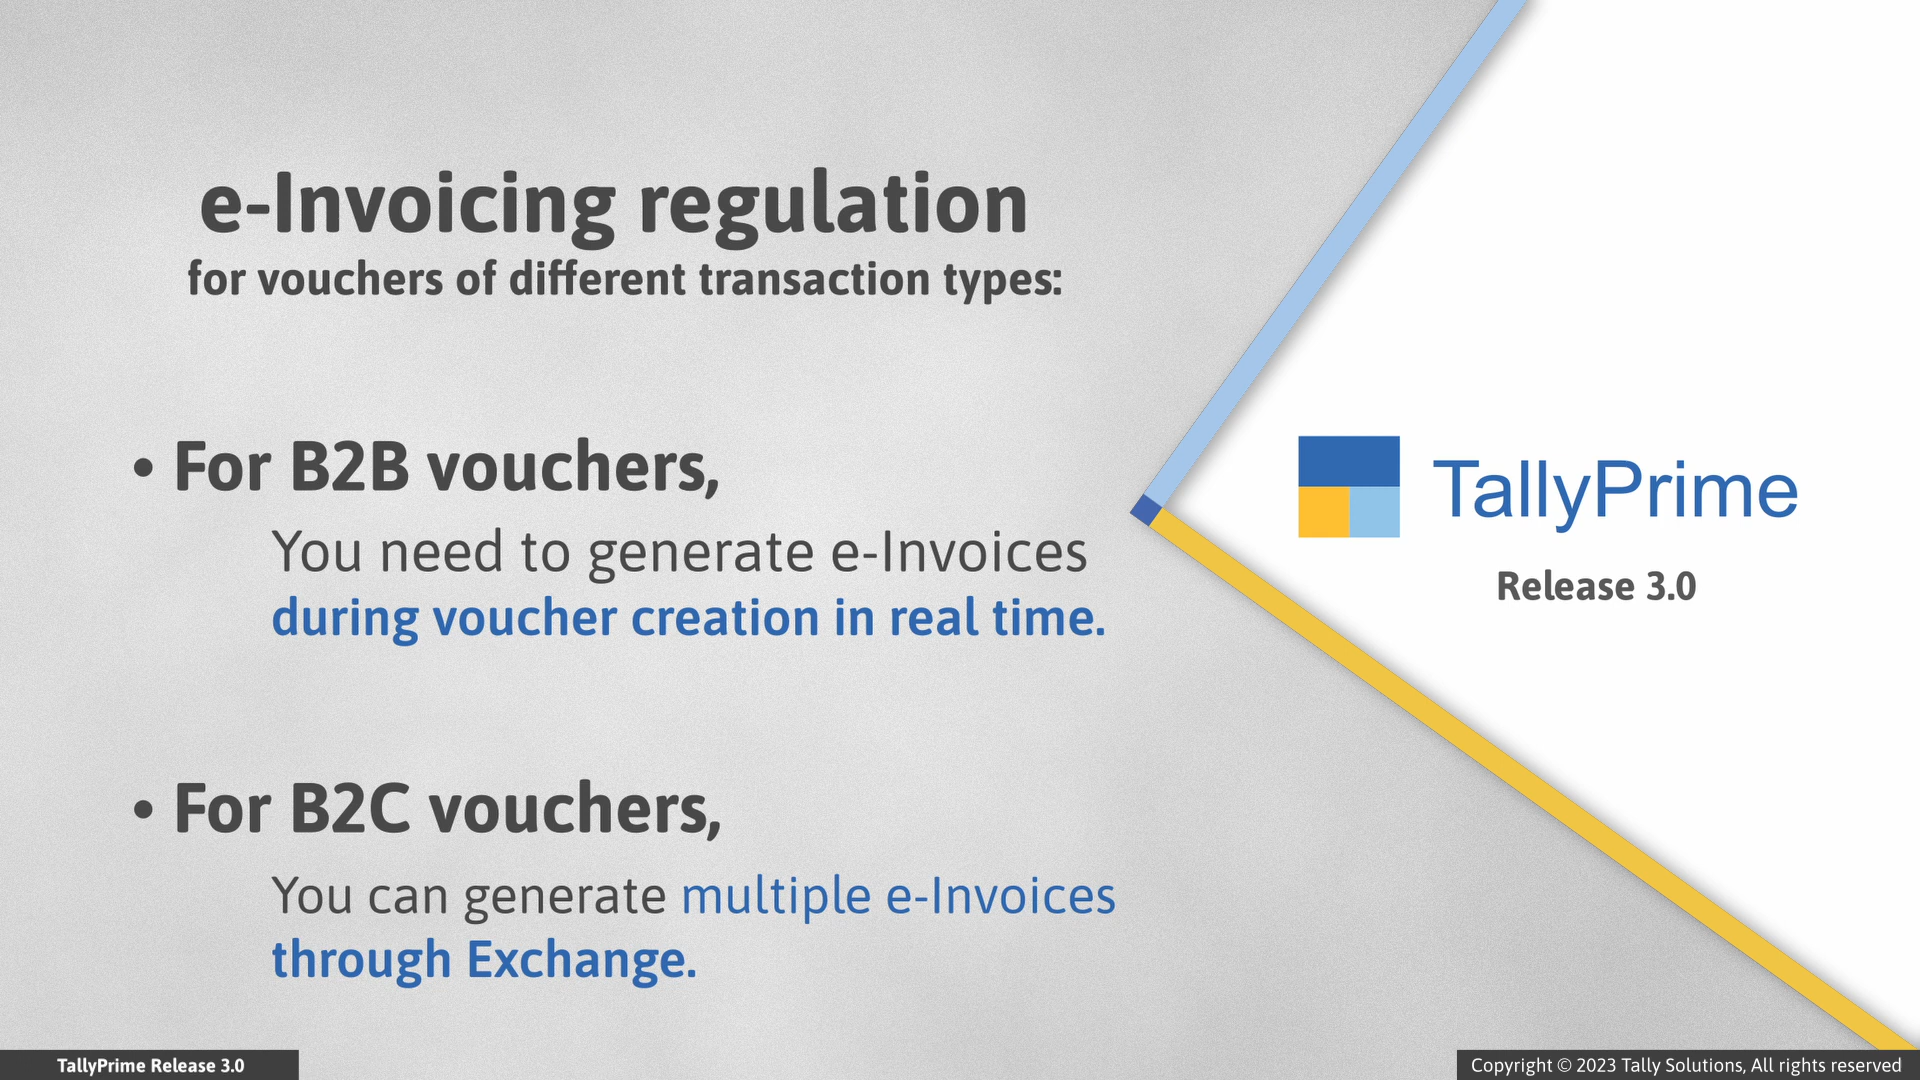 e-Invoicing regulation
for vouchers of different transaction types:
• For B2B vouchers,
You need to generate e-Invoices
during voucher creation in real time.
• For B2C vouchers,
You can generate multiple e-Invoices
through Exchange.
TallyPrime
Release 3.0
TallyPrime Release 3.0
Copyright © 2023 Tally Solutions, All rights reserved